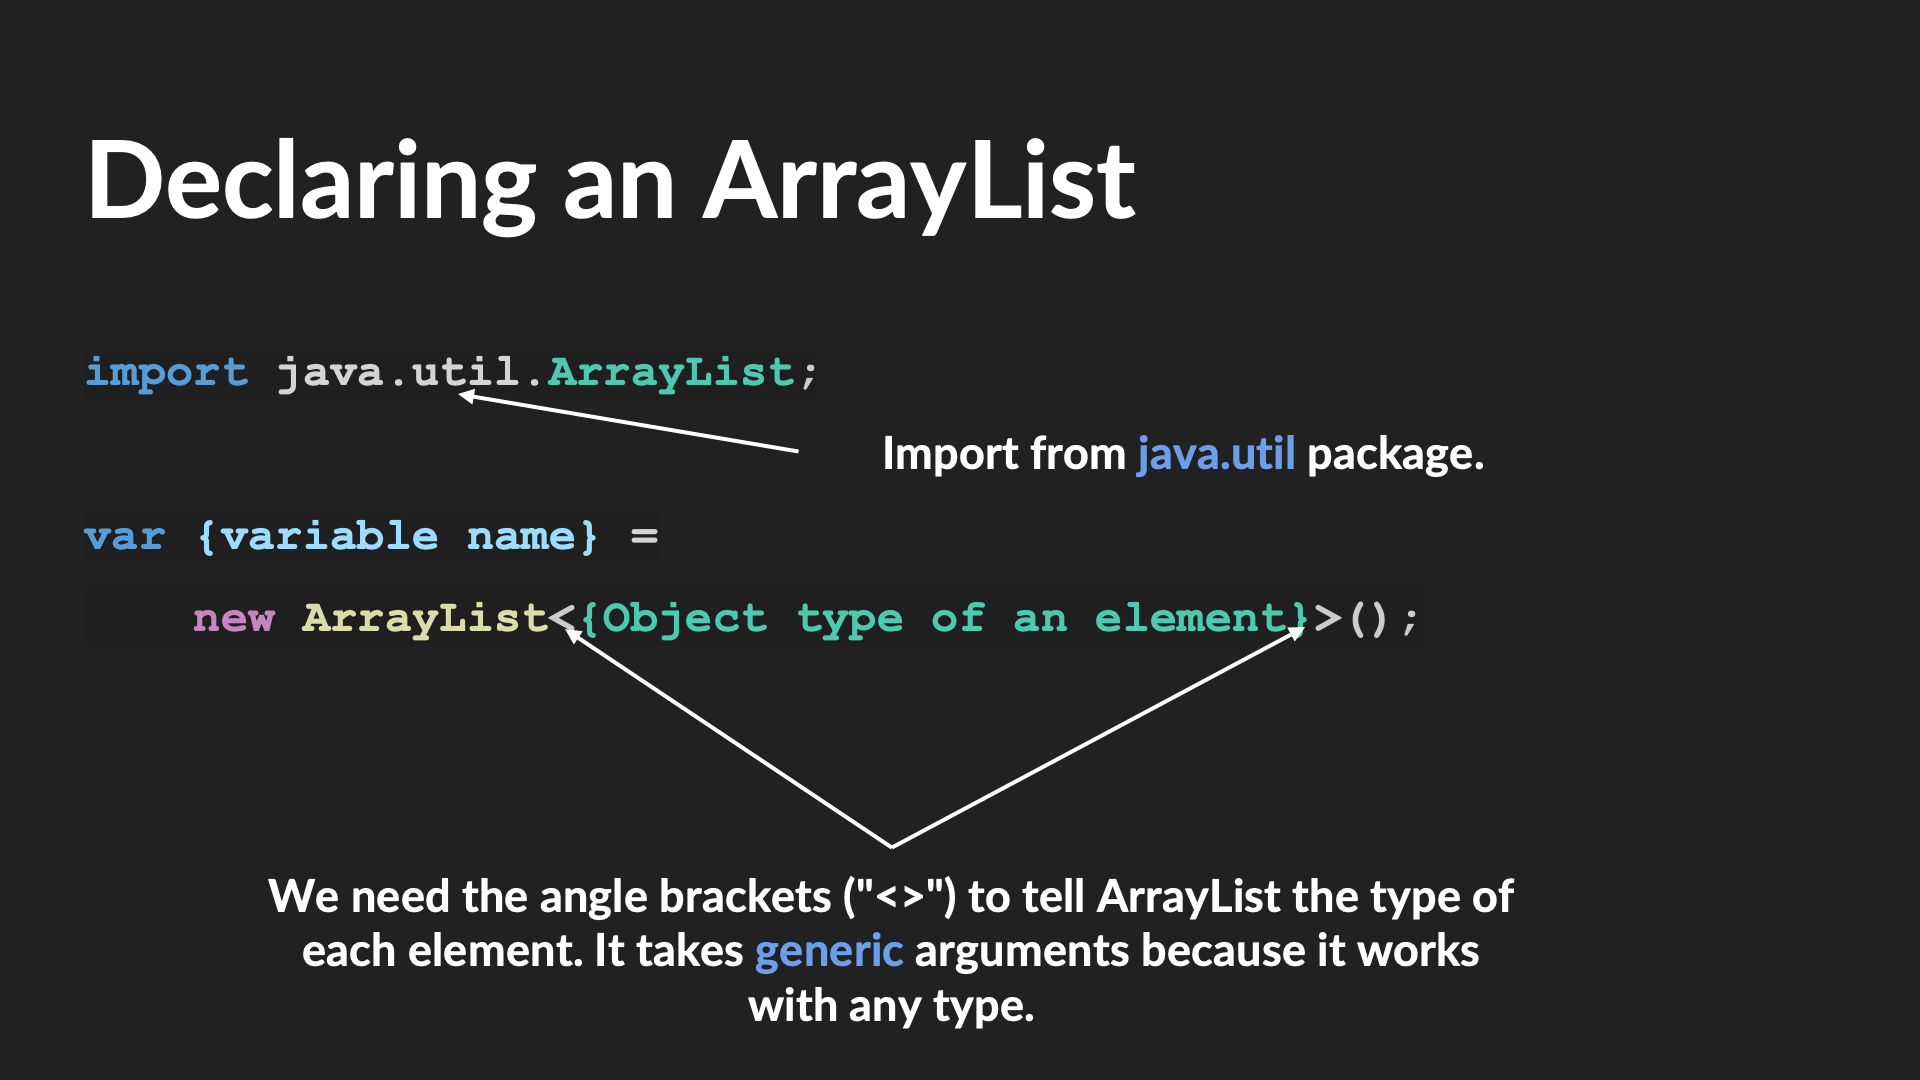 Declaring an ArrayList
import java.util.ArrayList;
Import from java.util package.
var {variable name} =
new ArrayList<{Object type of an element}>();
We need the angle brackets ("<>") to tell ArrayList the type of
each element. It takes generic arguments because it works
with any type.